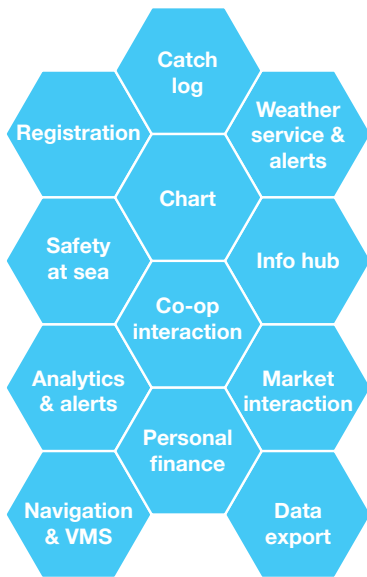 Catch
log
Registration
Weather
service &
alerts
Chart
Safety
at sea
Info hub
Co-op
interaction
Analytics
& alerts
Market
interaction
Personal
finance
Navigation
& VMS
Data
export